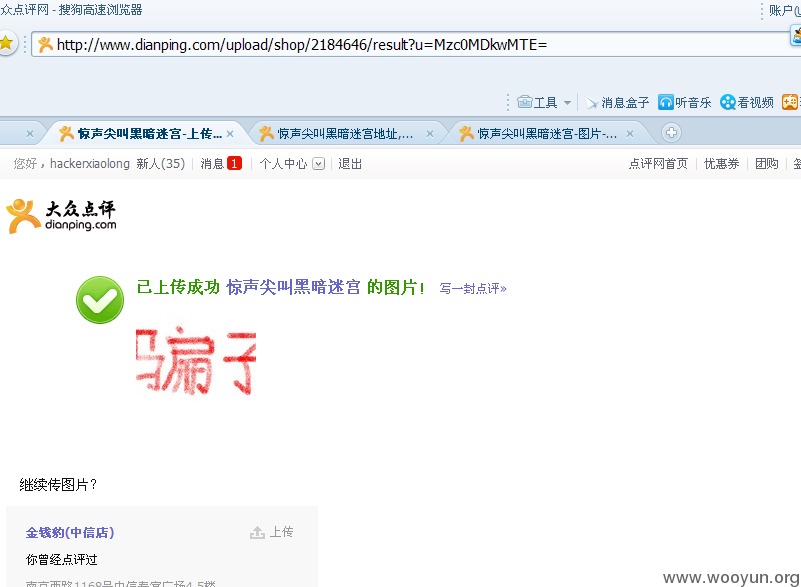 众点评网 - 搜狗高速浏览器
账户
http://www.dianping.com/upload/shop/2184646/result?u=Mzc0MDkwMTE=
工具 消息盒子 听音乐 看视频
惊声尖叫黑暗迷宫-上传... 惊声尖叫黑暗迷宫地址,... 惊声尖叫黑暗迷宫-图片-...
您好，hackerxiaolong 新人(35) 消息 1 个人中心 退出 点评网首页 优惠券 团购
大众点评
dianping.com
已上传成功 惊声尖叫黑暗迷宫 的图片! 写一封点评»
骗子
继续传图片?
金钱豹(中信店) 上传
你曾经点评过
南京西路1168号中信泰富广场4-5楼
www.wooyun.org